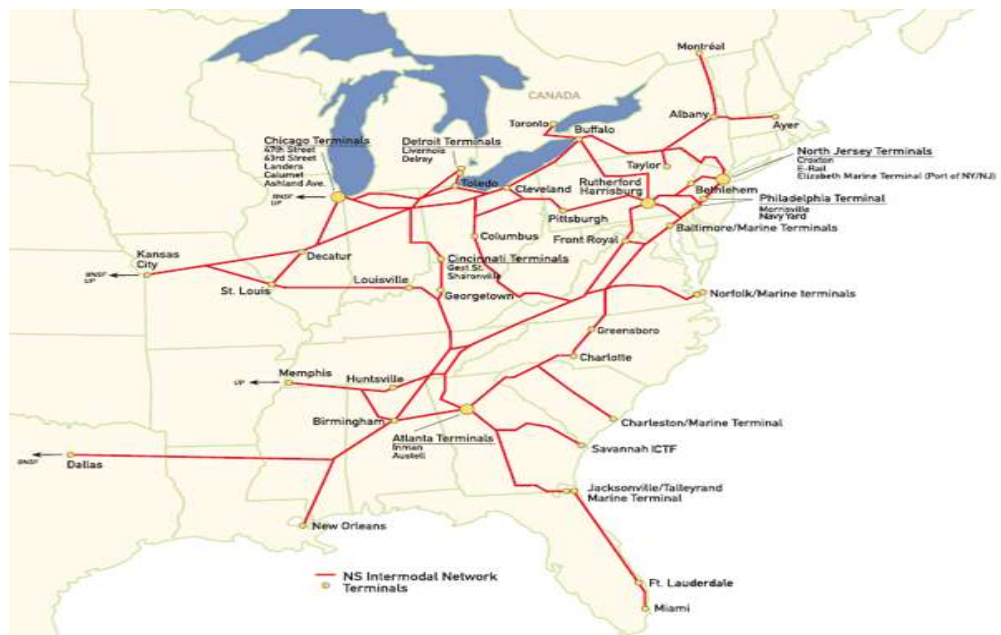 Montréal
CANADA
Toronto
Buffalo
Albany
Ayer
Chicago Terminals
47th Street
63rd Street
Landers
Calumet
Ashland Ave.
Detroit Terminals
Livernois
Delray
North Jersey Terminals
Croxton
E-Rail
Elizabeth Marine Terminal (Port of NY/NJ)
Taylor
Toledo
Cleveland
Rutherford
Harrisburg
Bethlehem
BNSF
UP
Philadelphia Terminal
Morrisville
Navy Yard
Pittsburgh
Columbus
Front Royal
Baltimore/Marine Terminals
Kansas
City
BNSF
UP
Decatur
Cincinnati Terminals
Gest St.
Sharonville
St. Louis
Louisville
Georgetown
Norfolk/Marine terminals
Greensboro
Charlotte
Memphis
UP
Huntsville
Birmingham
Charleston/Marine Terminal
Atlanta Terminals
Inman
Austell
Savannah ICTF
BNSF
Dallas
Jacksonville/Talleyrand
Marine Terminal
New Orleans
NS Intermodal Network
Terminals
Ft. Lauderdale
Miami